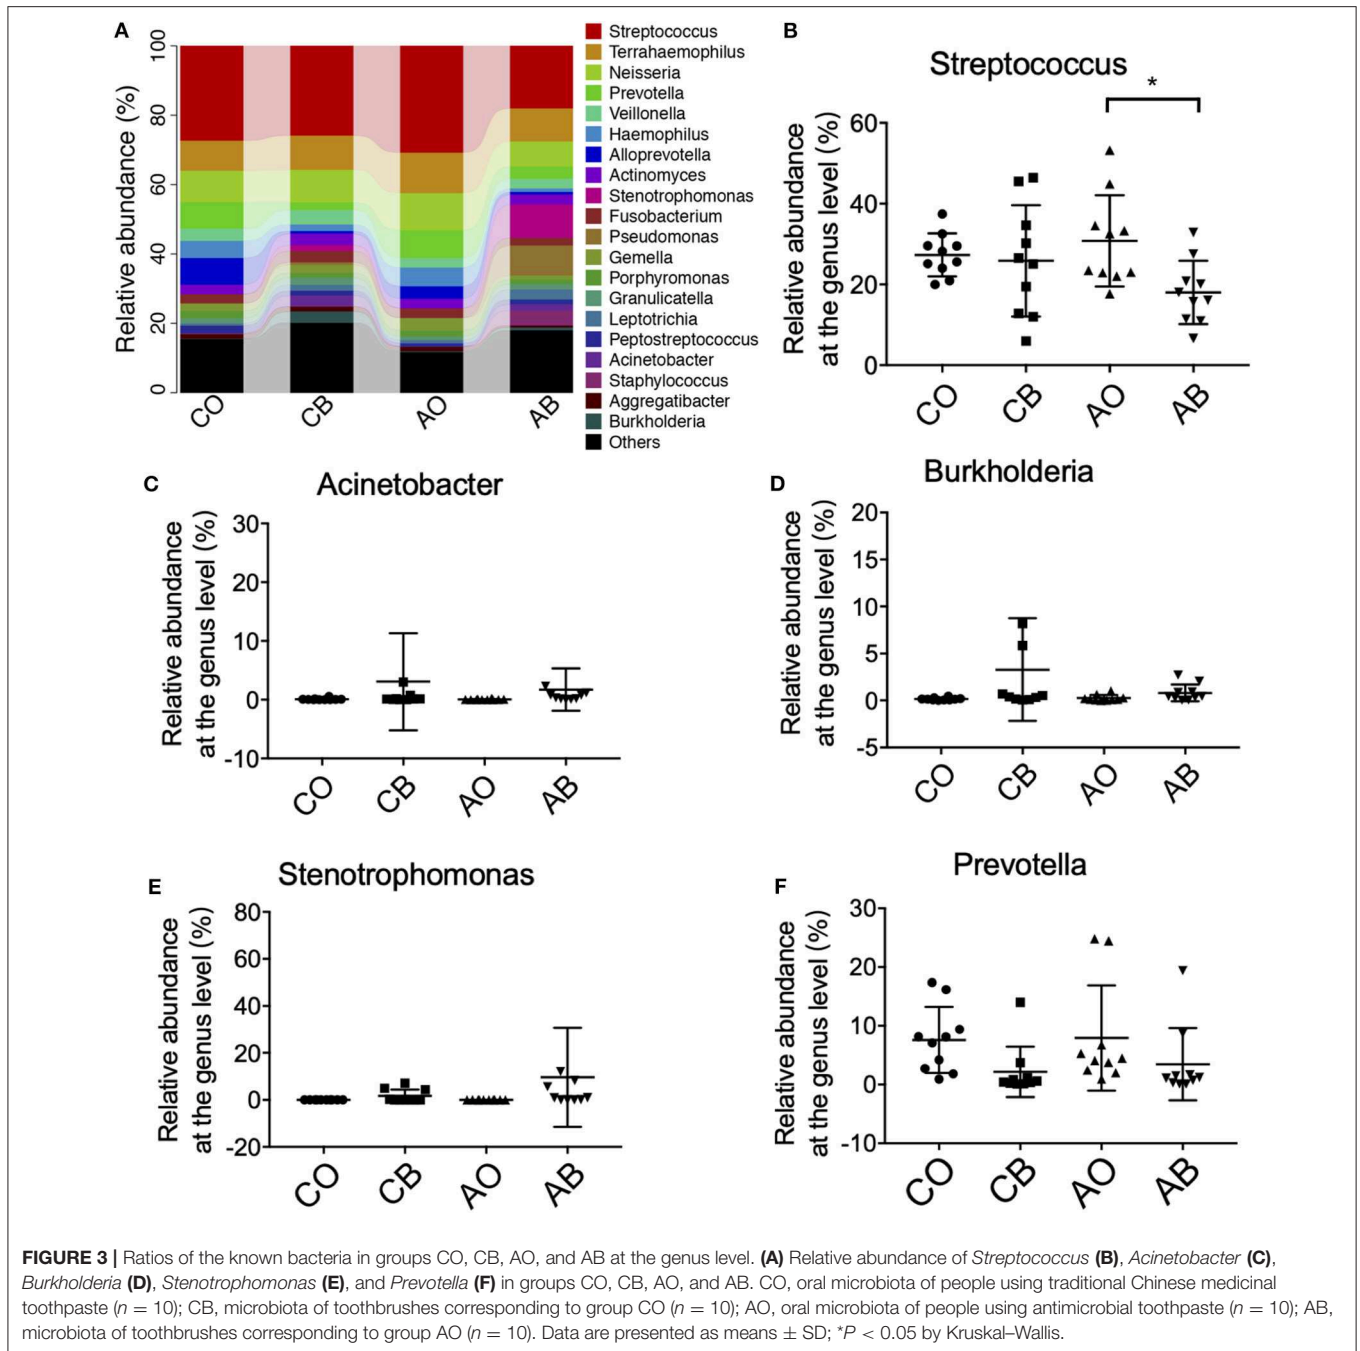 A
Relative abundance (%)
100
80
60
40
20
0
CO
CB
AO
AB
Streptococcus
Terrahaemophilus
Neisseria
Prevotella
Veillonella
Haemophilus
Alloprevotella
Actinomyces
Stenotrophomonas
Fusobacterium
Pseudomonas
Gemella
Porphyromonas
Granulicatella
Leptotrichia
Peptostreptococcus
Acinetobacter
Staphylococcus
Aggregatibacter
Burkholderia
Others
B
Streptococcus
*
Relative abundance
at the genus level (%)
60
40
20
0
CO
CB
AO
AB
C
Acinetobacter
Relative abundance
at the genus level (%)
30
20
10
0
-10
CO
CB
AO
AB
D
Burkholderia
Relative abundance
at the genus level (%)
20
15
10
5
0
-5
CO
CB
AO
AB
E
Stenotrophomonas
Relative abundance
at the genus level (%)
80
60
40
20
0
-20
CO
CB
AO
AB
F
Prevotella
Relative abundance
at the genus level (%)
30
20
10
0
-10
CO
CB
AO
AB
FIGURE 3 | Ratios of the known bacteria in groups CO, CB, AO, and AB at the genus level. (A) Relative abundance of Streptococcus (B), Acinetobacter (C),
Burkholderia (D), Stenotrophomonas (E), and Prevotella (F) in groups CO, CB, AO, and AB. CO, oral microbiota of people using traditional Chinese medicinal
toothpaste (n = 10); CB, microbiota of toothbrushes corresponding to group CO (n = 10); AO, oral microbiota of people using antimicrobial toothpaste (n = 10); AB,
microbiota of toothbrushes corresponding to group AO (n = 10). Data are presented as means ± SD; *P < 0.05 by Kruskal–Wallis.